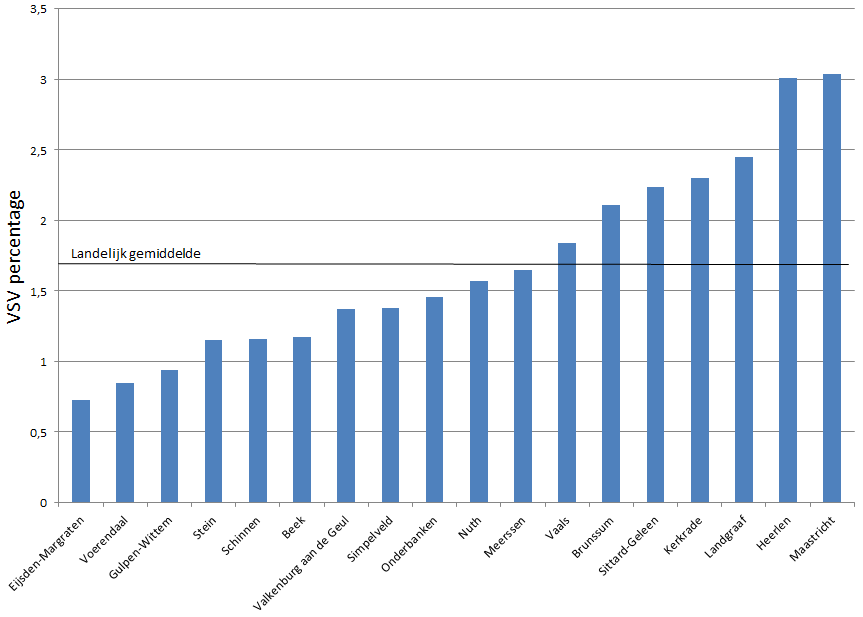 3,5
3
2,5
2
1,5
1
0,5
0
VSV percentage
Landelijk gemiddelde
Eijsden-Margraten
Voerendaal
Gulpen-Wittem
Stein
Schinnen
Beek
Valkenburg aan de Geul
Simpelveld
Onderbanken
Nuth
Meerssen
Vaals
Brunssum
Sittard-Geleen
Kerkrade
Landgraaf
Heerlen
Maastricht